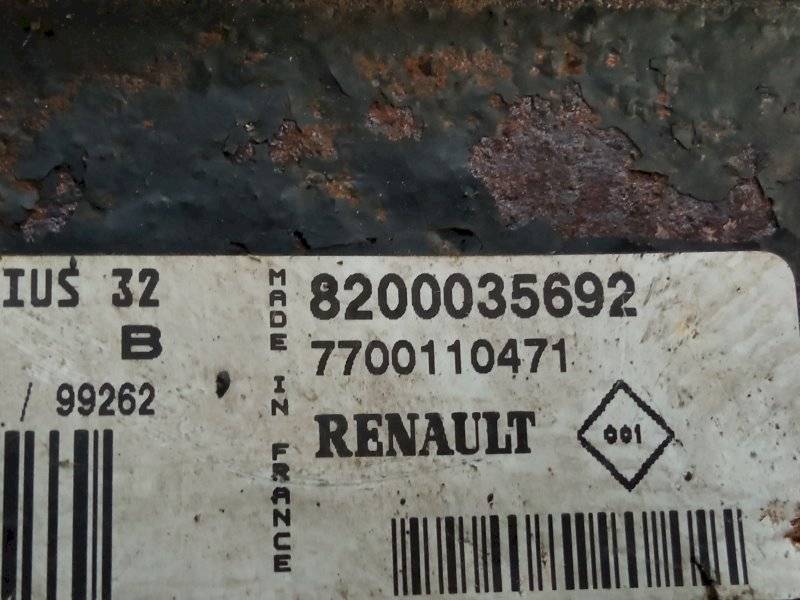 IUS 32
B
/ 99262
MADE IN FRANCE
8200035692
7700110471
RENAULT
001